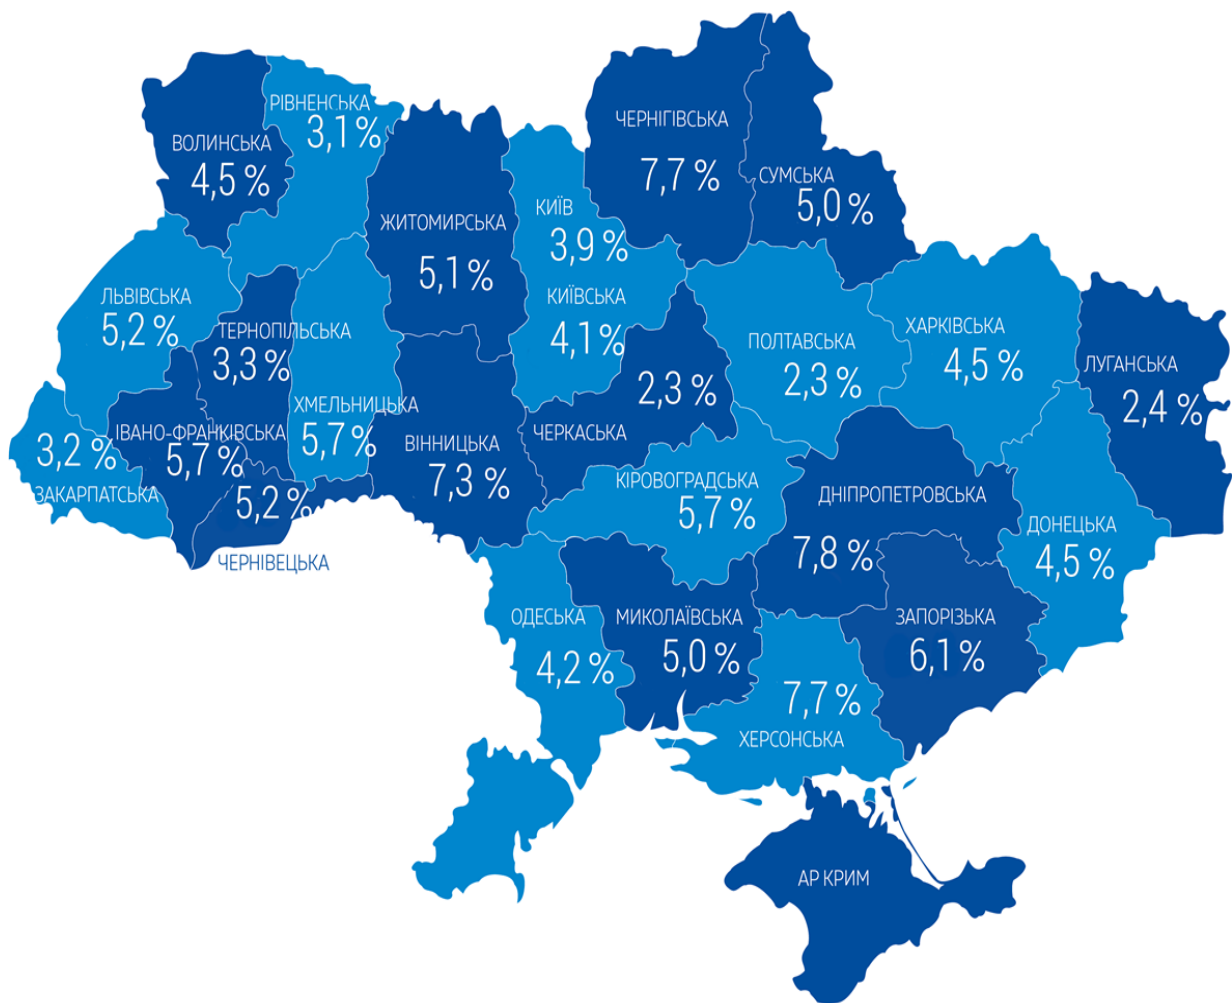 РІВНЕНСЬКА
3,1 %
ВОЛИНСЬКА
4,5 %
ЧЕРНІГІВСЬКА
7,7 %
СУМСЬКА
5,0 %
ЖИТОМИРСЬКА
5,1 %
КИЇВ
3,9 %
КИЇВСЬКА
4,1 %
ЛЬВІВСЬКА
5,2 %
ТЕРНОПІЛЬСЬКА
3,3 %
ХМЕЛЬНИЦЬКА
5,7 %
ПОЛТАВСЬКА
2,3 %
ХАРКІВСЬКА
4,5 %
ЛУГАНСЬКА
2,4 %
2,3 %
ЧЕРКАСЬКА
ІВАНО-ФРАНКІВСЬКА
5,7 %
ВІННИЦЬКА
7,3 %
3,2 %
ЗАКАРПАТСЬКА
5,2 %
ЧЕРНІВЕЦЬКА
КІРОВОГРАДСЬКА
5,7 %
ДНІПРОПЕТРОВСЬКА
7,8 %
ДОНЕЦЬКА
4,5 %
ОДЕСЬКА
4,2 %
МИКОЛАЇВСЬКА
5,0 %
ЗАПОРІЗЬКА
6,1 %
7,7 %
ХЕРСОНСЬКА
АР КРИМ